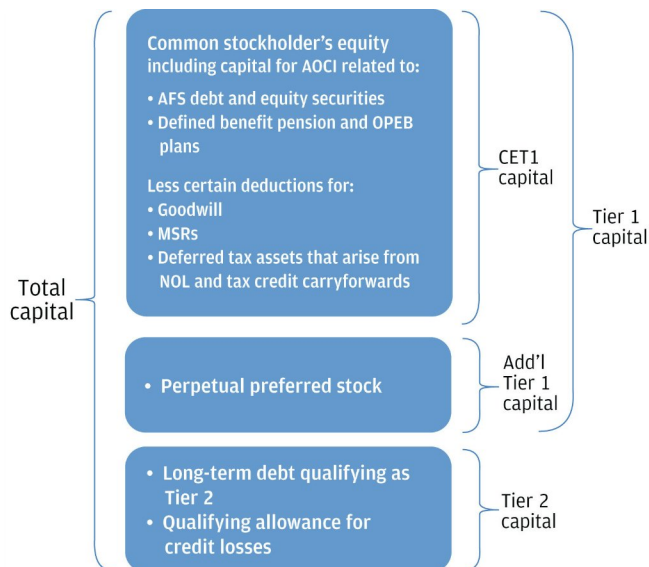 Total
capital
Common stockholder's equity
including capital for AOCI related to:
• AFS debt and equity securities
• Defined benefit pension and OPEB
plans
Less certain deductions for:
• Goodwill
• MSRs
• Deferred tax assets that arise from
NOL and tax credit carryforwards
CET1
capital
Tier 1
capital
• Perpetual preferred stock
Add'l
Tier 1
capital
• Long-term debt qualifying as
Tier 2
• Qualifying allowance for
credit losses
Tier 2
capital